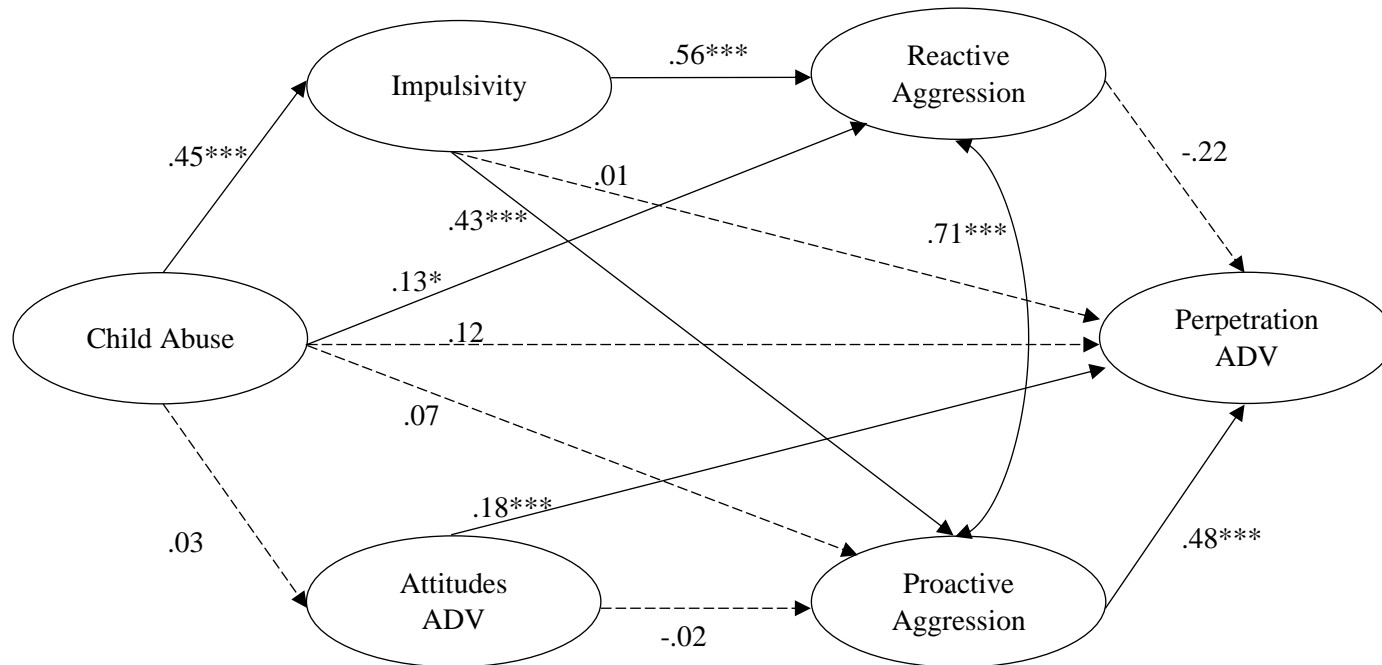 Reactive
Aggression
.56***
Impulsivity
.45***
-.22
.01
.43***
.71***
.13*
Child Abuse
.12
Perpetration
ADV
.07
.18***
.03
.48***
Attitudes
ADV
Proactive
Aggression
-.02